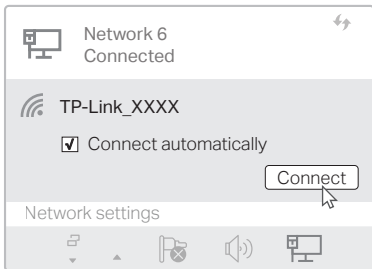 Network 6
Connected
TP-Link_XXXX
Connect automatically
Connect
Network settings